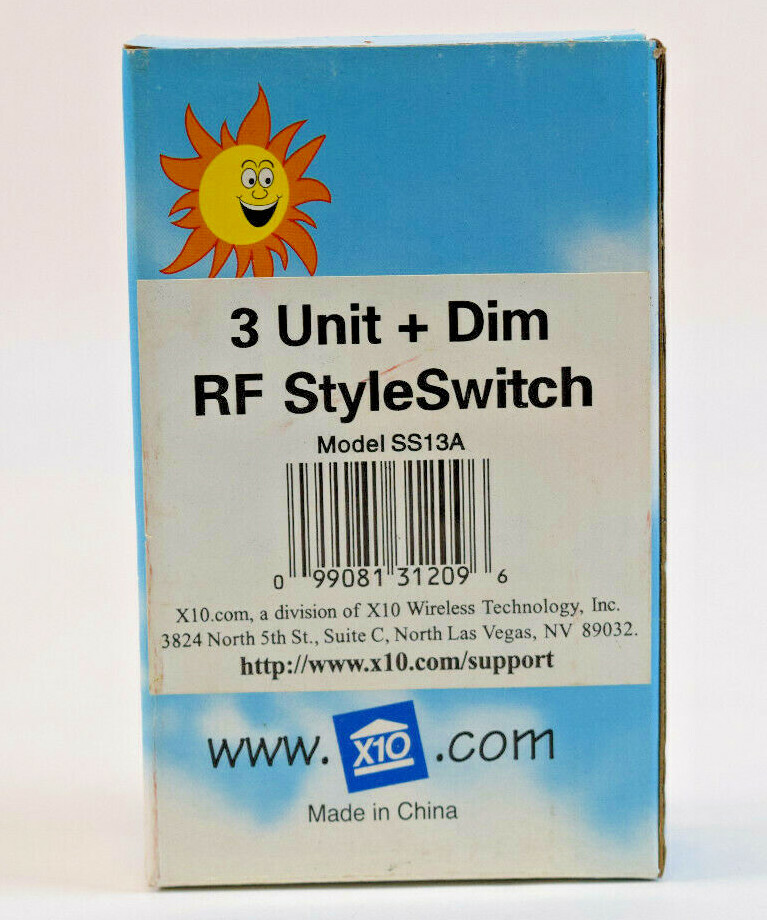 3 Unit + Dim
RF StyleSwitch
Model SS13A
0 99081 31209 6
X10.com, a division of X10 Wireless Technology, Inc.
3824 North 5th St., Suite C, North Las Vegas, NV 89032.
http://www.x10.com/support
www.X10.com
Made in China